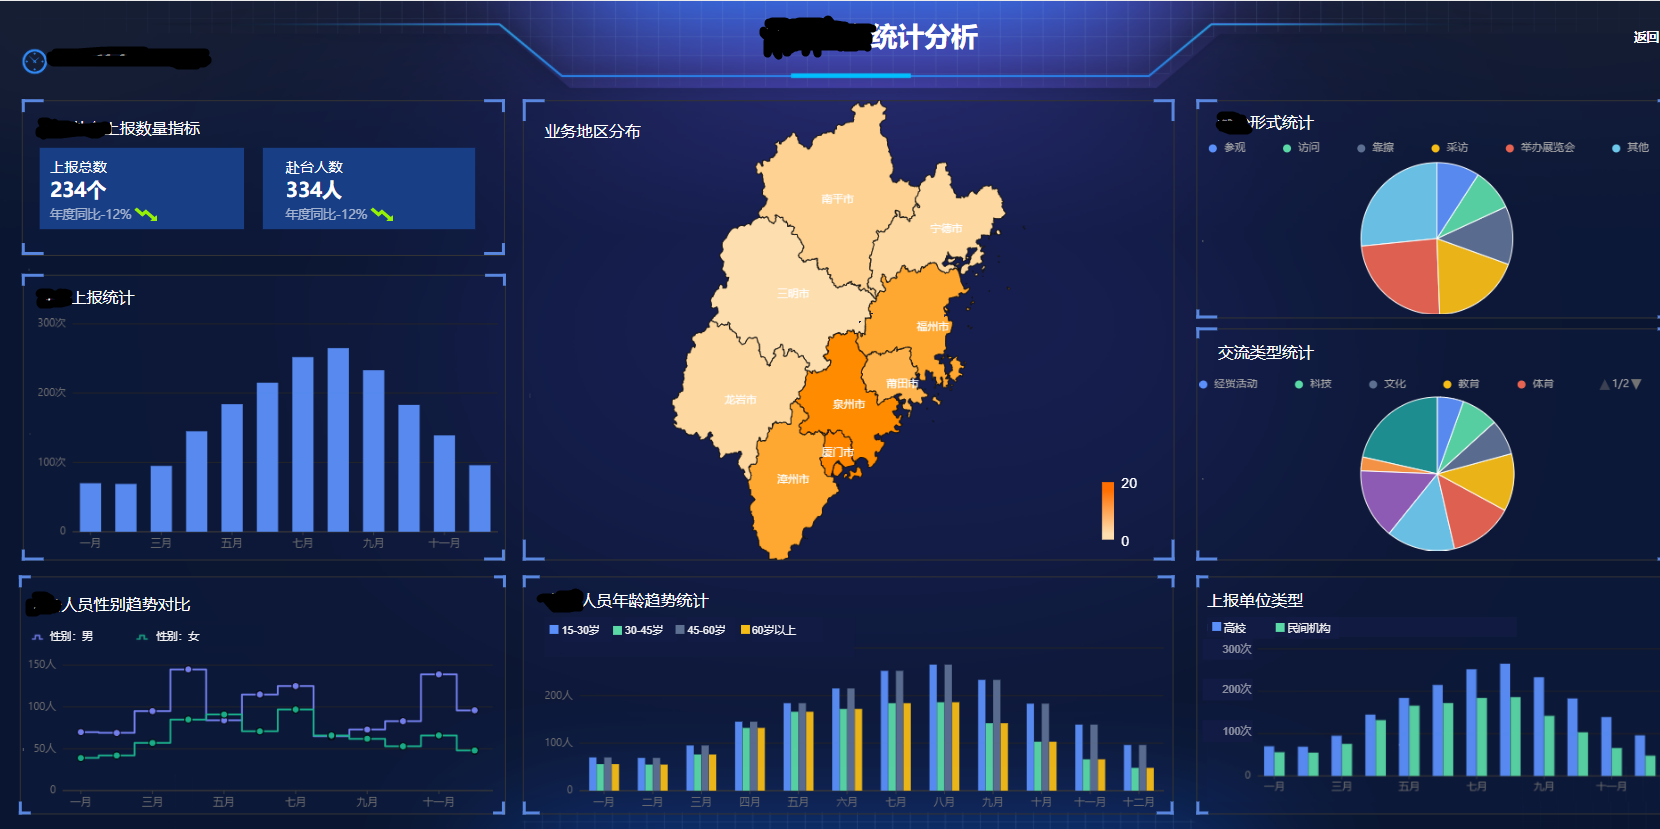 统计分析
返回
上报数量指标
上报总数
234个
年度同比-12%
赴台人数
334人
年度同比-12%
上报统计
300次
200次
100次
0
一月 三月 五月 七月 九月 十一月
人员性别趋势对比
性别：男 性别：女
150人
100人
50人
0
一月 三月 五月 七月 九月 十一月
业务地区分布
南平市
宁德市
三明市
福州市
莆田市
龙岩市
泉州市
厦门市
漳州市
20
0
人员年龄趋势统计
15-30岁 30-45岁 45-60岁 60岁以上
200人
100人
0
一月 二月 三月 四月 五月 六月 七月 八月 九月 十月 十一月 十二月
形式统计
参观 访问 采访 举办展览会 其他
交流类型统计
经贸活动 科技 文化 教育 体育 1/2
上报单位类型
高校 民间机构
300次
200次
100次
0
一月 三月 五月 七月 九月 十一月